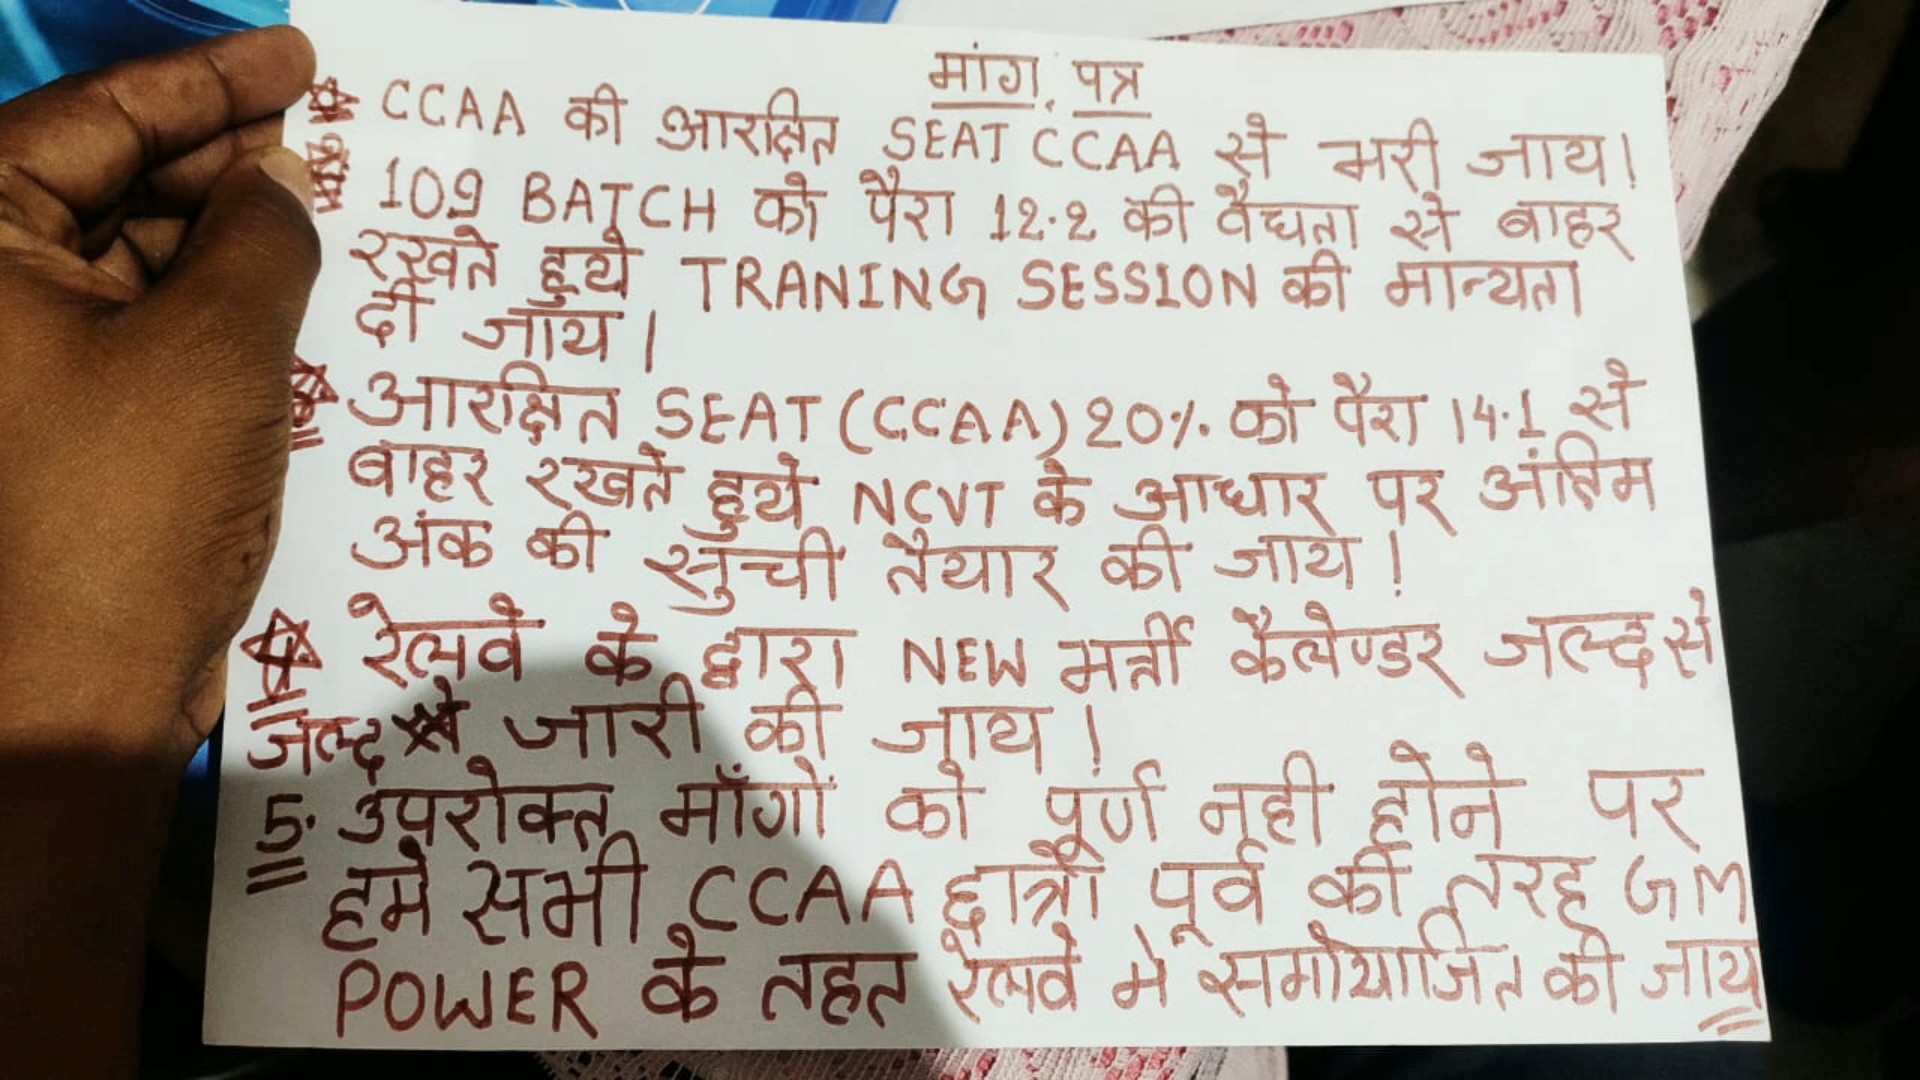 मांग पत्र
CCAA की आरक्षित SEAT CCAA से भरी जाय।
109 BATCH को पैरा 12.2 की वैद्यता से बाहर
रखते हुये TRANING SESSION की मान्यता
दी जाय।
आरक्षित SEAT (CCAA) 20% को पैरा 14.1 से
बाहर रखते हुये NCVT के आधार पर अंतिम
अंक की सुची तैयार की जाये!
4 रेलवे के द्वारा NEW भर्ती कैलेण्डर जल्द से
जल्द जारी की जाय!
5. उपरोक्त माँगों को पूर्ण नही होने पर
हमे सभी CCAA छात्रों पूर्व की तरह GM
POWER के तहत रेलवे मे समायोजित की जाय